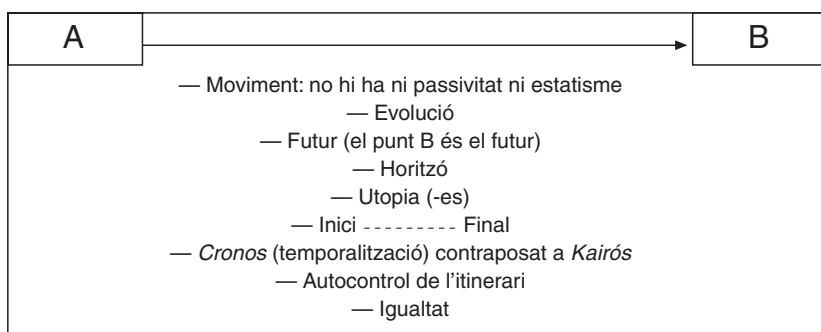 A B
— Moviment: no hi ha ni passivitat ni estatisme
— Evolució
— Futur (el punt B és el futur)
— Horitzó
— Utopia (-es)
— Inici --------- Final
— Cronos (temporalització) contraposat a Kairós
— Autocontrol de l’itinerari
— Igualtat